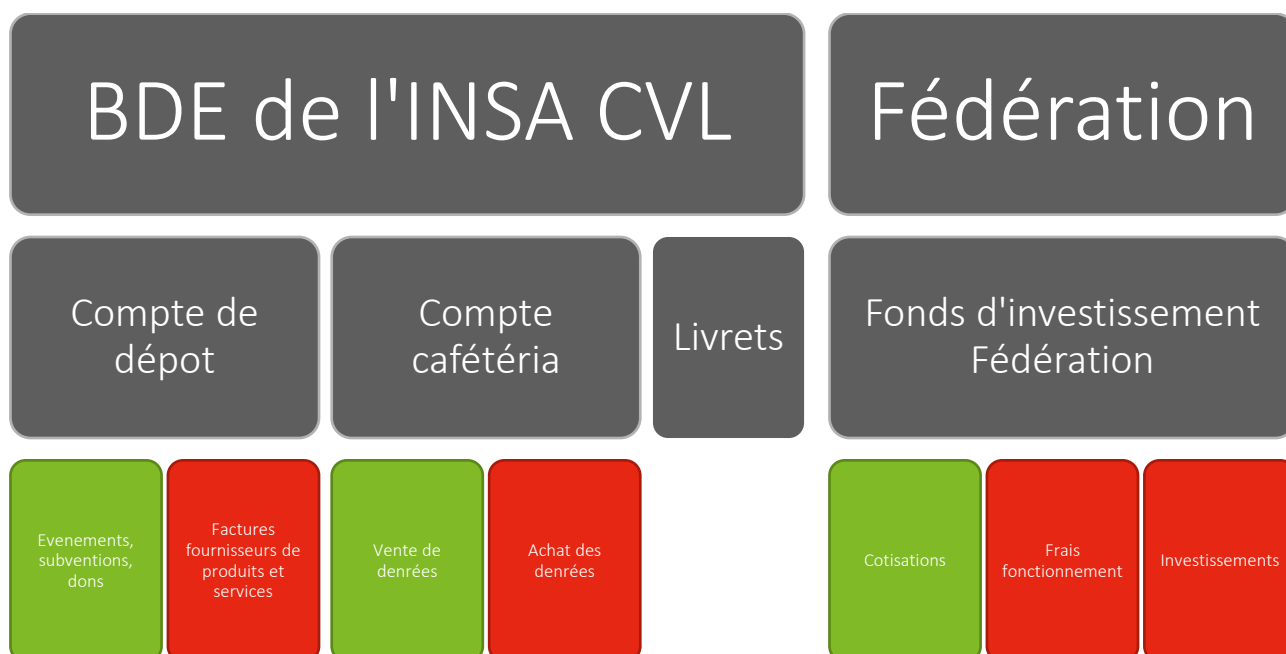 BDE de l'INSA CVL
Fédération
Compte de
dépot
Compte
cafétéria
Livrets
Fonds d'investissement
Fédération
Evenements,
subventions,
dons
Factures
fournisseurs de
produits et
services
Vente de
denrées
Achat des
denrées
Cotisations
Frais
fonctionnement
Investissements